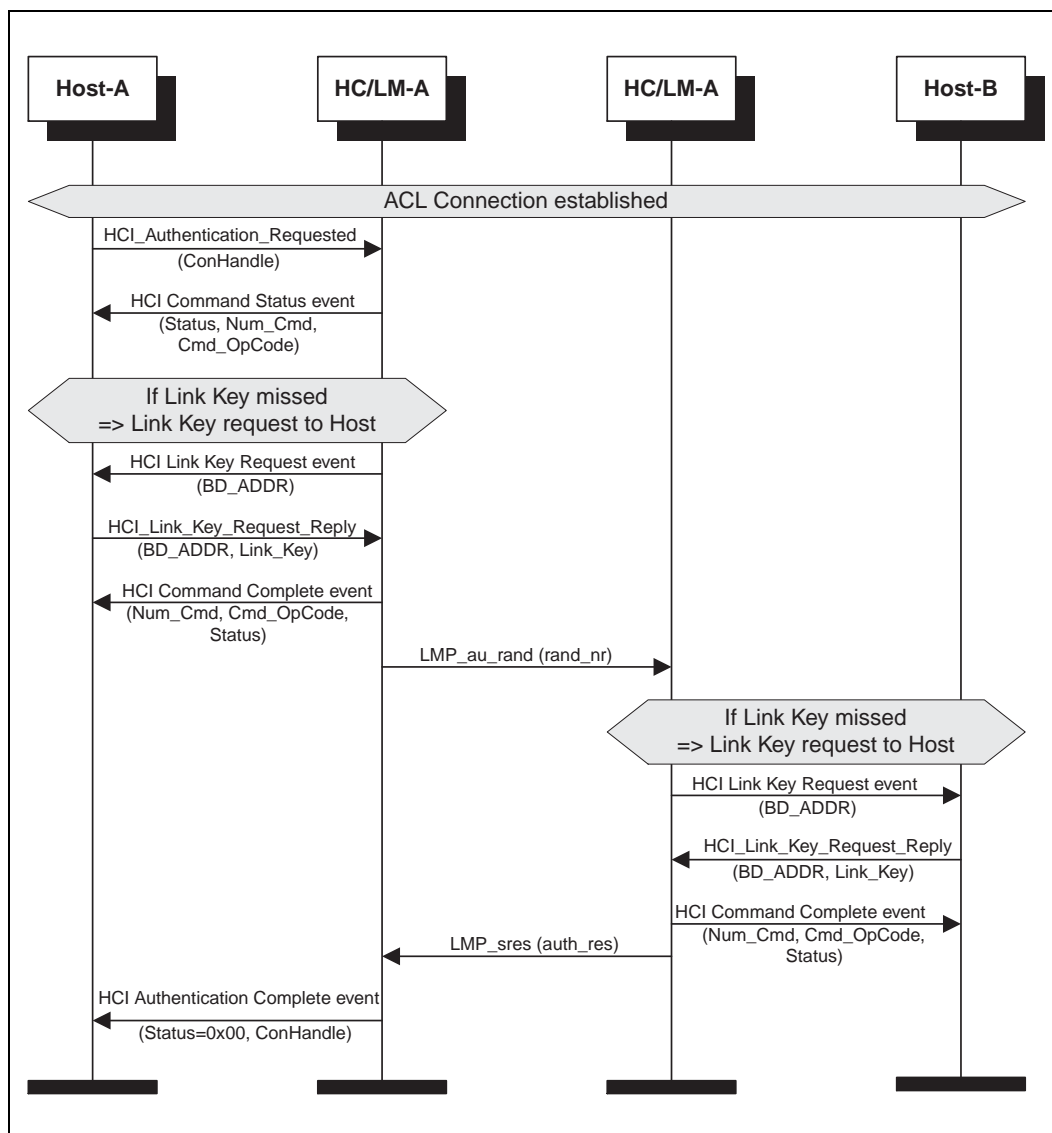 Host-A
HC/LM-A
HC/LM-A
Host-B
ACL Connection established
HCI_Authentication_Requested
(ConHandle)
HCI Command Status event
(Status, Num_Cmd,
Cmd_OpCode)
If Link Key missed
=> Link Key request to Host
HCI Link Key Request event
(BD_ADDR)
HCI_Link_Key_Request_Reply
(BD_ADDR, Link_Key)
HCI Command Complete event
(Num_Cmd, Cmd_OpCode,
Status)
LMP_au_rand (rand_nr)
If Link Key missed
=> Link Key request to Host
HCI Link Key Request event
(BD_ADDR)
HCI_Link_Key_Request_Reply
(BD_ADDR, Link_Key)
HCI Command Complete event
(Num_Cmd, Cmd_OpCode,
Status)
LMP_sres (auth_res)
HCI Authentication Complete event
(Status=0x00, ConHandle)